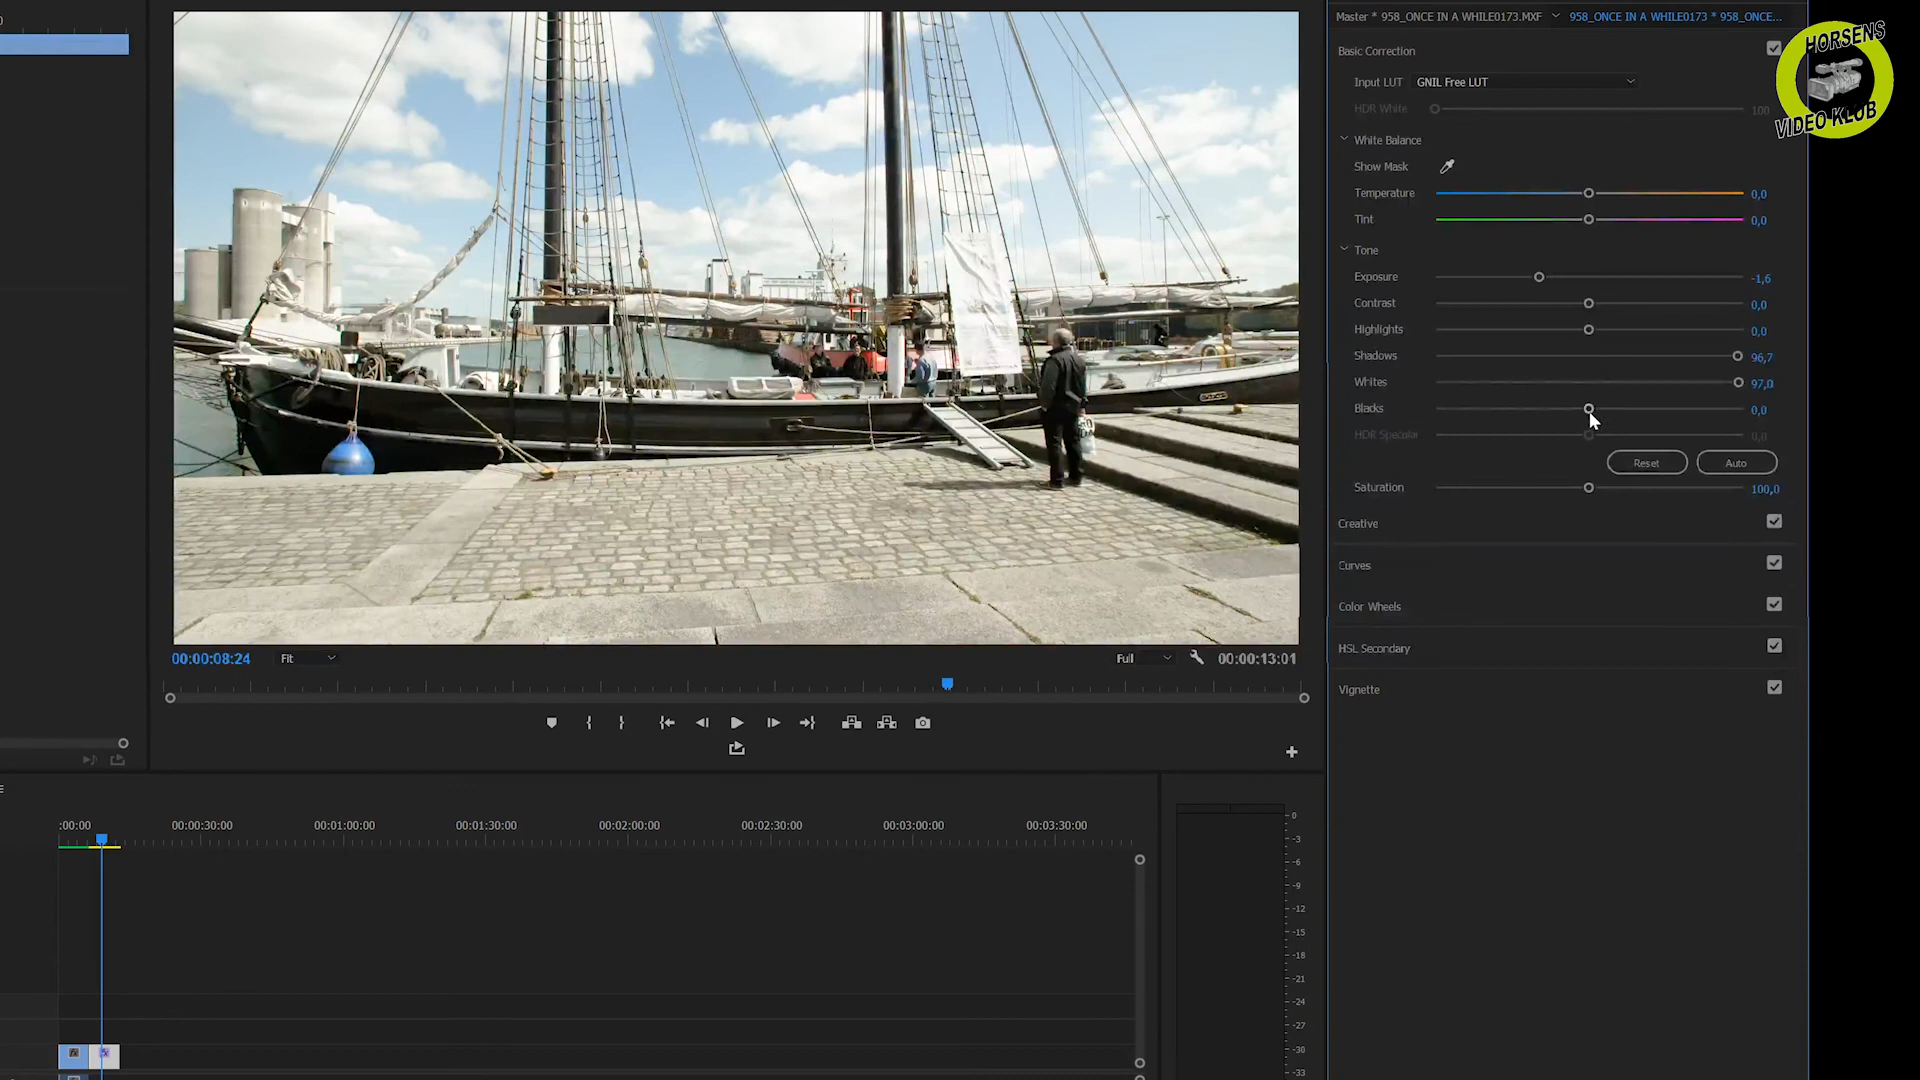 Master * 958_ONCE IN A WHILE0173.MXF
958_ONCE IN A WHILE0173 * 958_ONCE...
HORSENS
VIDEO KLUB
Basic Correction
Input LUT
GNIL Free LUT
HDR White
100
White Balance
Show Mask
Temperature
0,0
Tint
0,0
Tone
Exposure
-1,6
Contrast
0,0
Highlights
0,0
Shadows
96,7
Whites
97,0
Blacks
0,0
HDR Specular
0,0
Reset
Auto
Saturation
100,0
Creative
Curves
Color Wheels
HSL Secondary
Vignette
00:00:08:24
Fit
Full
00:00:13:01
:00:00
00:00:30:00
00:01:00:00
00:01:30:00
00:02:00:00
00:02:30:00
00:03:00:00
00:03:30:00
0
-3
-6
-9
-12
-15
-18
-21
-24
-27
-30
-33
fx
fx